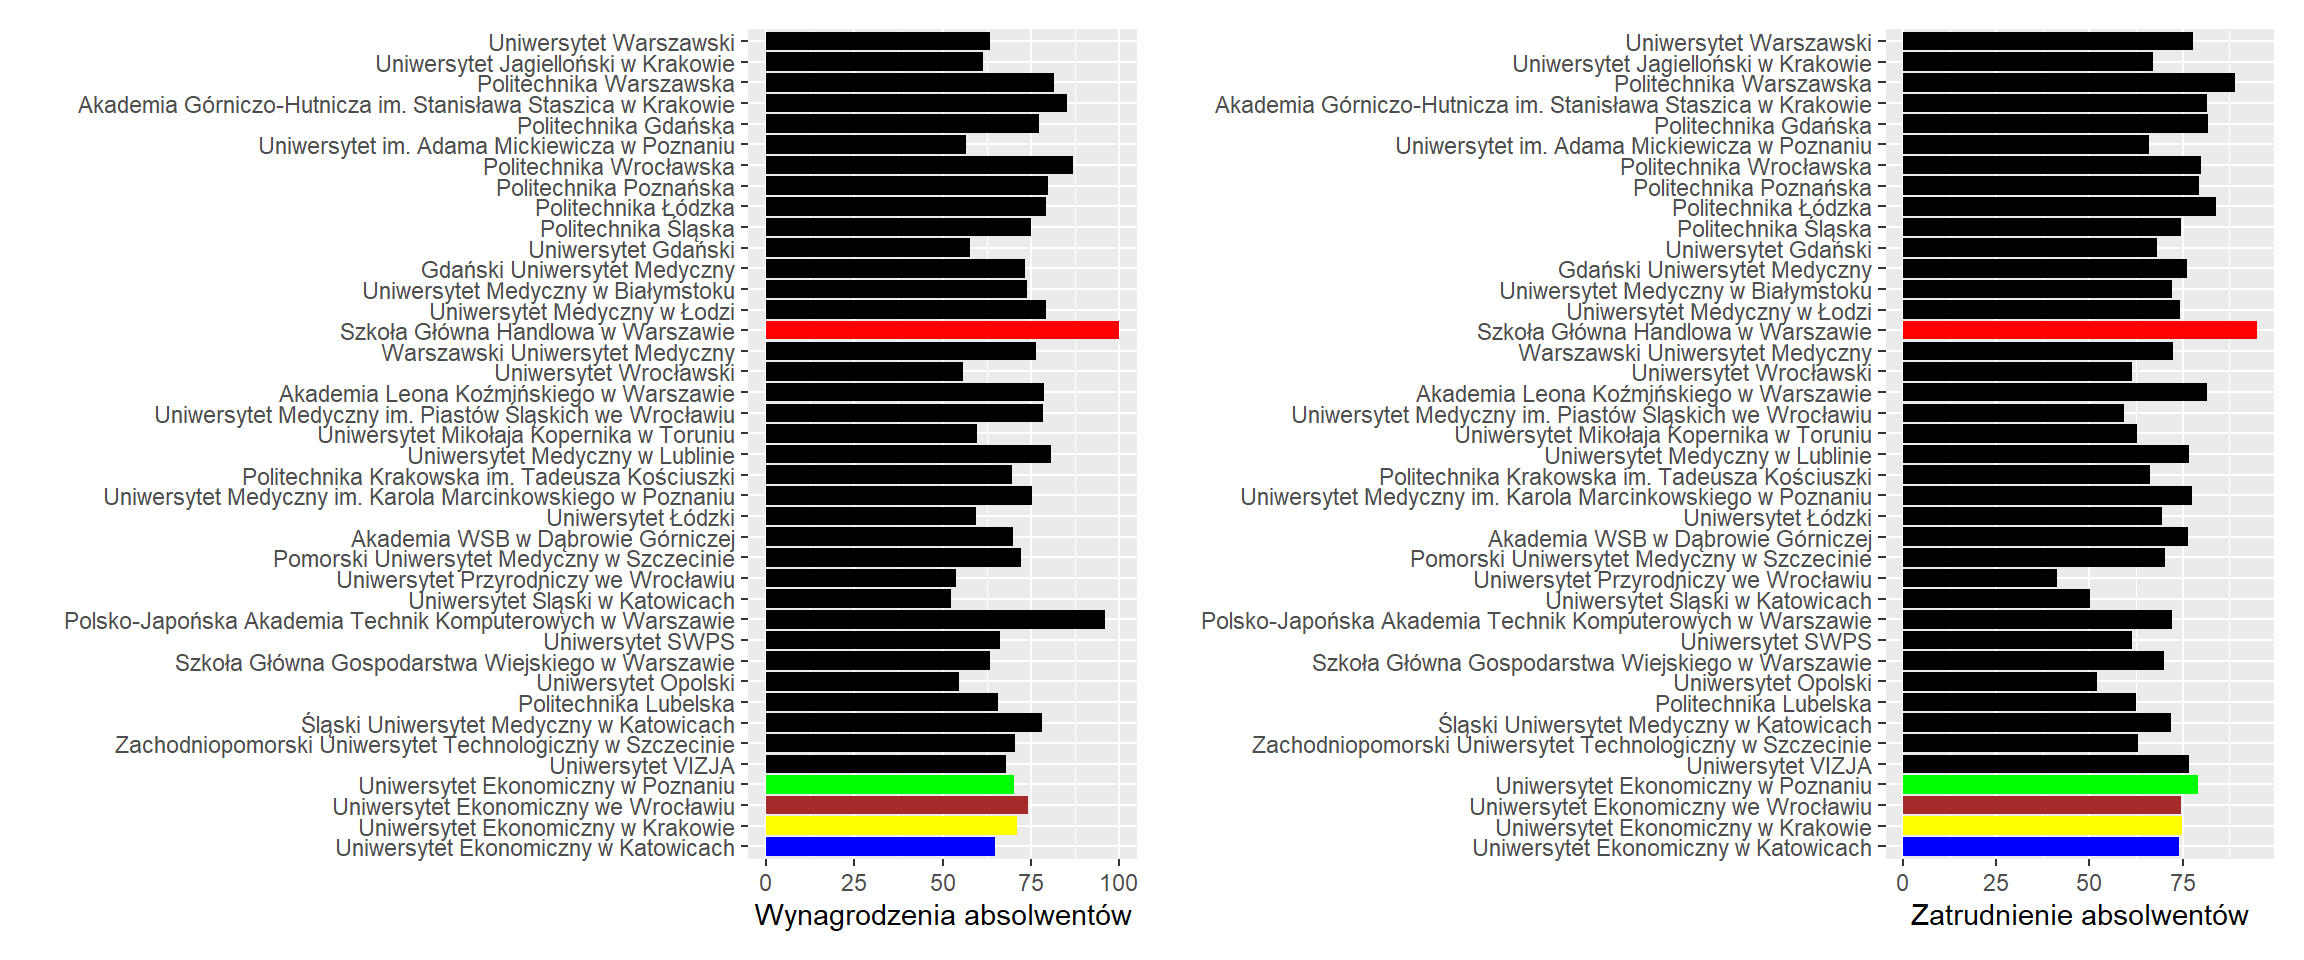 Uniwersytet Warszawski
Uniwersytet Jagielloński w Krakowie
Politechnika Warszawska
Akademia Górniczo-Hutnicza im. Stanisława Staszica w Krakowie
Politechnika Gdańska
Uniwersytet im. Adama Mickiewicza w Poznaniu
Politechnika Wrocławska
Politechnika Poznańska
Politechnika Łódzka
Politechnika Śląska
Uniwersytet Gdański
Gdański Uniwersytet Medyczny
Uniwersytet Medyczny w Białymstoku
Uniwersytet Medyczny w Łodzi
Szkoła Główna Handlowa w Warszawie
Warszawski Uniwersytet Medyczny
Uniwersytet Wrocławski
Akademia Leona Koźmińskiego w Warszawie
Uniwersytet Medyczny im. Piastów Śląskich we Wrocławiu
Uniwersytet Mikołaja Kopernika w Toruniu
Uniwersytet Medyczny w Lublinie
Politechnika Krakowska im. Tadeusza Kościuszki
Uniwersytet Medyczny im. Karola Marcinkowskiego w Poznaniu
Uniwersytet Łódzki
Akademia WSB w Dąbrowie Górniczej
Pomorski Uniwersytet Medyczny w Szczecinie
Uniwersytet Przyrodniczy we Wrocławiu
Uniwersytet Śląski w Katowicach
Polsko-Japońska Akademia Technik Komputerowych w Warszawie
Uniwersytet SWPS
Szkoła Główna Gospodarstwa Wiejskiego w Warszawie
Uniwersytet Opolski
Politechnika Lubelska
Śląski Uniwersytet Medyczny w Katowicach
Zachodniopomorski Uniwersytet Technologiczny w Szczecinie
Uniwersytet VIZJA
Uniwersytet Ekonomiczny w Poznaniu
Uniwersytet Ekonomiczny we Wrocławiu
Uniwersytet Ekonomiczny w Krakowie
Uniwersytet Ekonomiczny w Katowicach
0 25 50 75 100
Wynagrodzenia absolwentów
Uniwersytet Warszawski
Uniwersytet Jagielloński w Krakowie
Politechnika Warszawska
Akademia Górniczo-Hutnicza im. Stanisława Staszica w Krakowie
Politechnika Gdańska
Uniwersytet im. Adama Mickiewicza w Poznaniu
Politechnika Wrocławska
Politechnika Poznańska
Politechnika Łódzka
Politechnika Śląska
Uniwersytet Gdański
Gdański Uniwersytet Medyczny
Uniwersytet Medyczny w Białymstoku
Uniwersytet Medyczny w Łodzi
Szkoła Główna Handlowa w Warszawie
Warszawski Uniwersytet Medyczny
Uniwersytet Wrocławski
Akademia Leona Koźmińskiego w Warszawie
Uniwersytet Medyczny im. Piastów Śląskich we Wrocławiu
Uniwersytet Mikołaja Kopernika w Toruniu
Uniwersytet Medyczny w Lublinie
Politechnika Krakowska im. Tadeusza Kościuszki
Uniwersytet Medyczny im. Karola Marcinkowskiego w Poznaniu
Uniwersytet Łódzki
Akademia WSB w Dąbrowie Górniczej
Pomorski Uniwersytet Medyczny w Szczecinie
Uniwersytet Przyrodniczy we Wrocławiu
Uniwersytet Śląski w Katowicach
Polsko-Japońska Akademia Technik Komputerowych w Warszawie
Uniwersytet SWPS
Szkoła Główna Gospodarstwa Wiejskiego w Warszawie
Uniwersytet Opolski
Politechnika Lubelska
Śląski Uniwersytet Medyczny w Katowicach
Zachodniopomorski Uniwersytet Technologiczny w Szczecinie
Uniwersytet VIZJA
Uniwersytet Ekonomiczny w Poznaniu
Uniwersytet Ekonomiczny we Wrocławiu
Uniwersytet Ekonomiczny w Krakowie
Uniwersytet Ekonomiczny w Katowicach
0 25 50 75
Zatrudnienie absolwentów